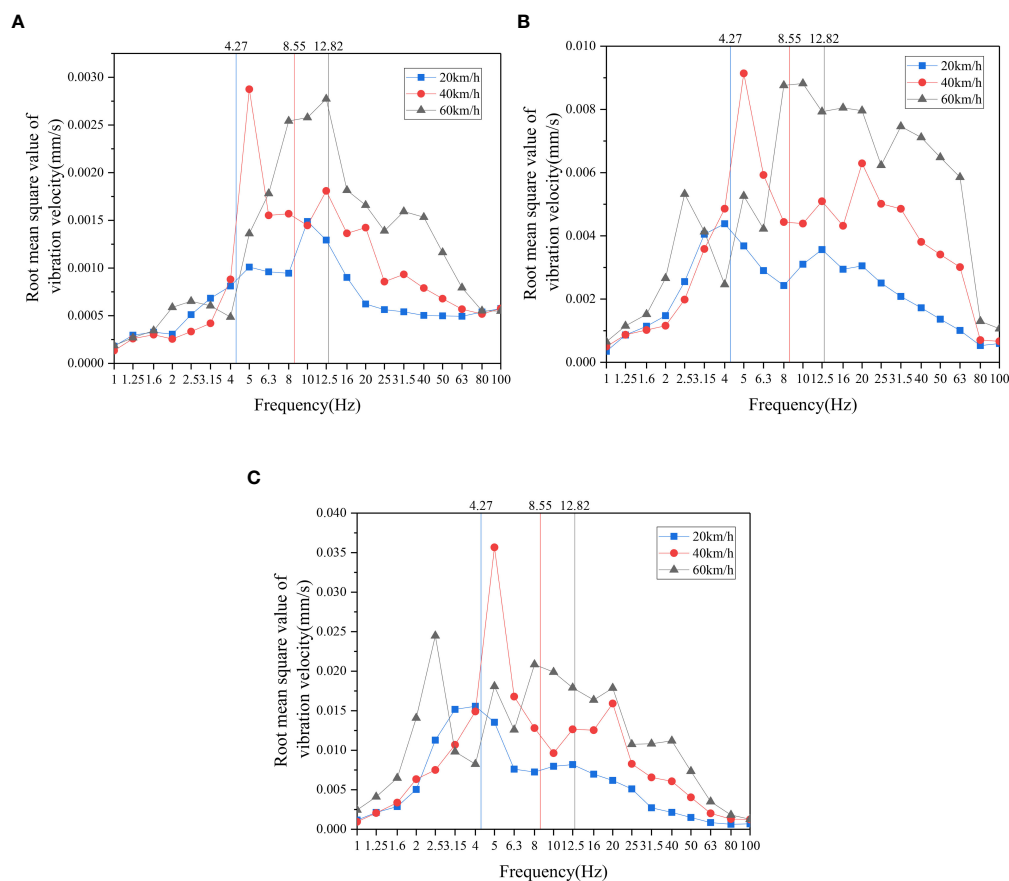 A
4.27 8.55 12.82
0.0030
0.0025
0.0020
0.0015
0.0010
0.0005
0.0000
Root mean square value of
vibration velocity(mm/s)
20km/h
40km/h
60km/h
1 1.25 1.6 2 2.5 3.15 4 5 6.3 8 10 12.5 16 20 25 31.5 40 50 63 80 100
Frequency(Hz)
B
4.27 8.55 12.82
0.010
0.008
0.006
0.004
0.002
0.000
Root mean square value of
vibration velocity(mm/s)
20km/h
40km/h
60km/h
1 1.25 1.6 2 2.5 3.15 4 5 6.3 8 10 12.5 16 20 25 31.5 40 50 63 80 100
Frequency(Hz)
C
4.27 8.55 12.82
0.040
0.035
0.030
0.025
0.020
0.015
0.010
0.005
0.000
Root mean square value of
vibration velocity(mm/s)
20km/h
40km/h
60km/h
1 1.25 1.6 2 2.5 3.15 4 5 6.3 8 10 12.5 16 20 25 31.5 40 50 63 80 100
Frequency(Hz)